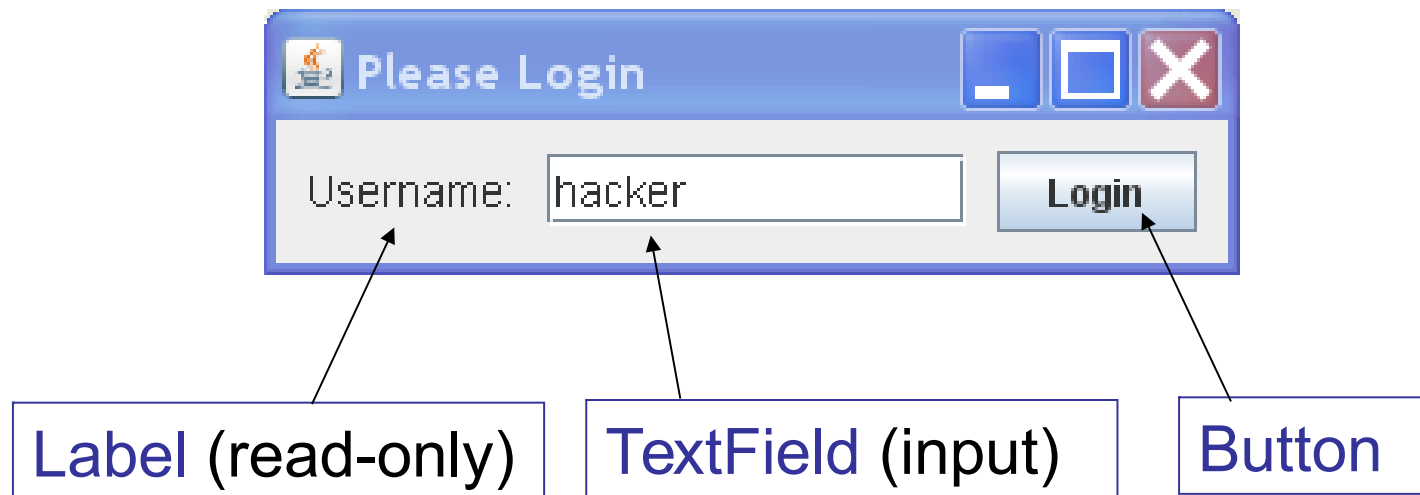 Please Login
Username: hacker Login
Label (read-only) TextField (input) Button